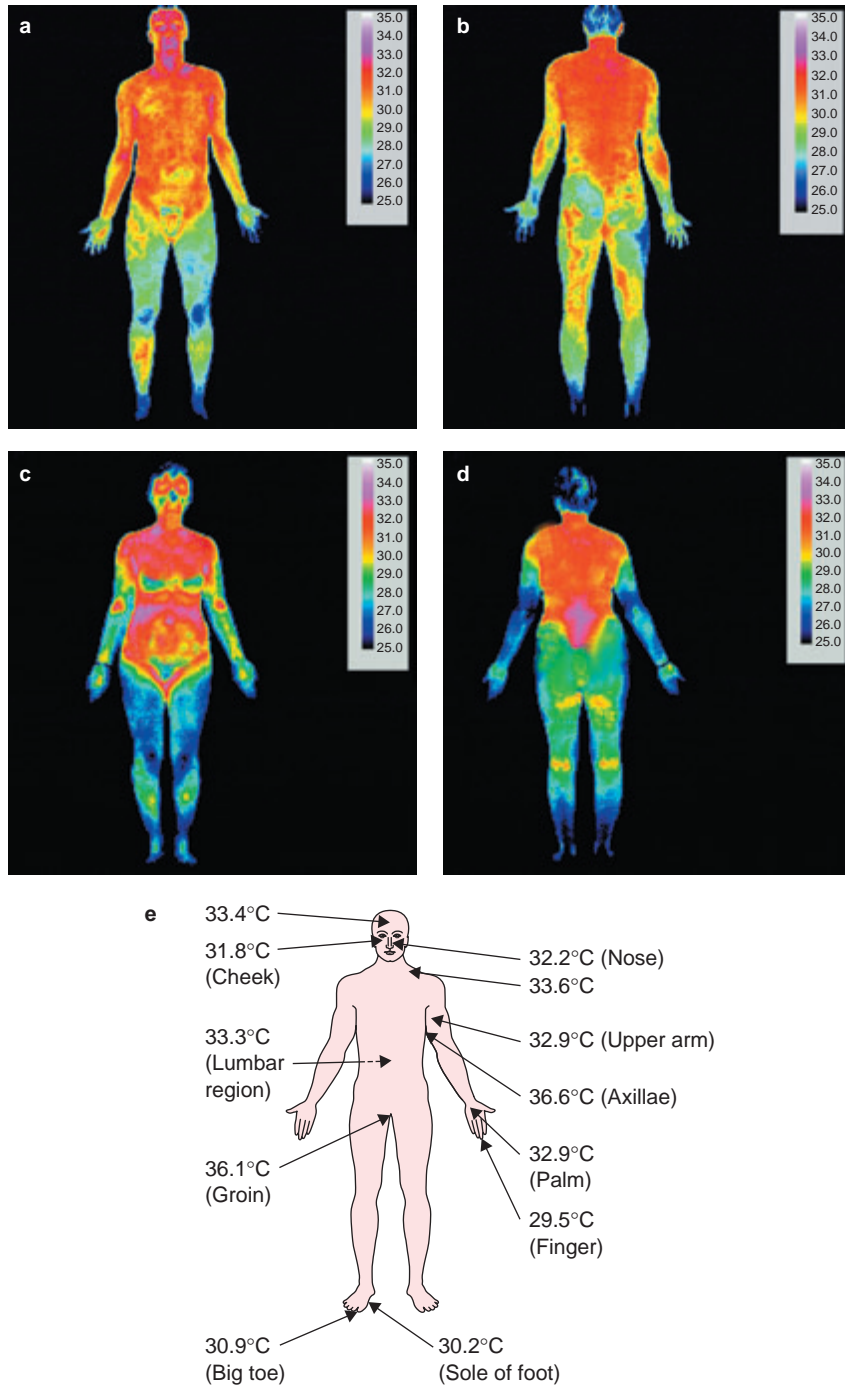 a
35.0
34.0
33.0
32.0
31.0
30.0
29.0
28.0
27.0
26.0
25.0
b
35.0
34.0
33.0
32.0
31.0
30.0
29.0
28.0
27.0
26.0
25.0
c
35.0
34.0
33.0
32.0
31.0
30.0
29.0
28.0
27.0
26.0
25.0
d
35.0
34.0
33.0
32.0
31.0
30.0
29.0
28.0
27.0
26.0
25.0
e
33.4°C
31.8°C
(Cheek)
32.2°C (Nose)
33.6°C
33.3°C
(Lumbar
region)
32.9°C (Upper arm)
36.6°C (Axillae)
36.1°C
(Groin)
32.9°C
(Palm)
29.5°C
(Finger)
30.9°C
(Big toe)
30.2°C
(Sole of foot)